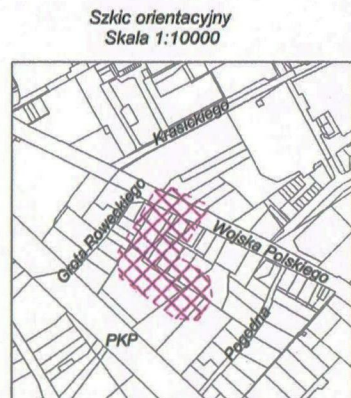 Szkic orientacyjny
Skala 1:10000
Krasickiego
Grota Roweckiego
Wojska Polskiego
Pogodna
PKP